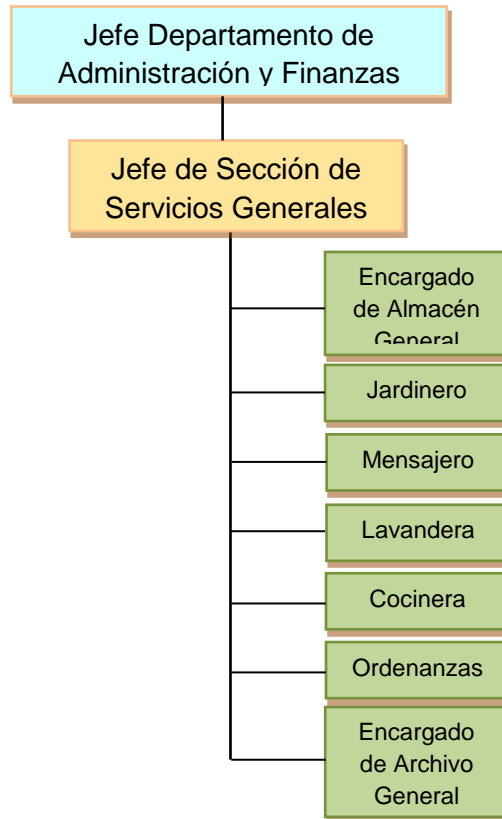 Jefe Departamento de
Administración y Finanzas
Jefe de Sección de
Servicios Generales
Encargado
de Almacén
General
Jardinero
Mensajero
Lavandera
Cocinera
Ordenanzas
Encargado
de Archivo
General